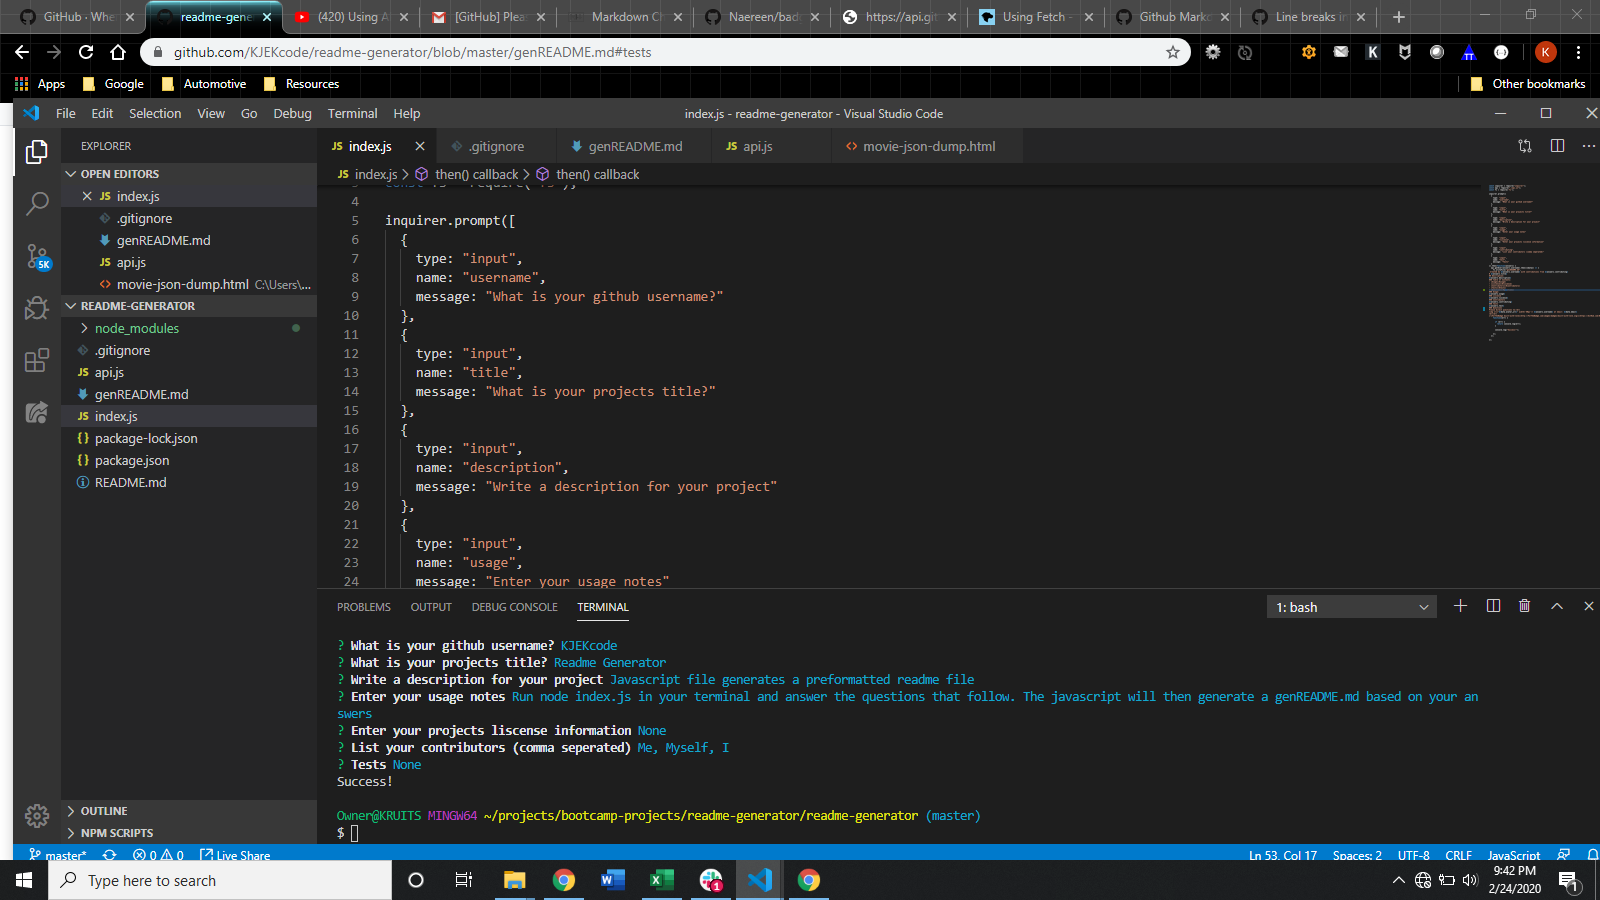 GitHub · Whe
readme-gene
(420) Using A
[GitHub] Plea
Markdown Ch
Naereen/bad
https://api.git
Using Fetch -
Github Markd
Line breaks in
github.com/KJEKcode/readme-generator/blob/master/genREADME.md#tests
Apps Google Automotive Resources Other bookmarks
File Edit Selection View Go Debug Terminal Help
index.js - readme-generator - Visual Studio Code
EXPLORER
OPEN EDITORS
JS index.js
.gitignore
genREADME.md
JS api.js
<> movie-json-dump.html C:\Users\...
README-GENERATOR
node_modules
.gitignore
JS api.js
genREADME.md
JS index.js
{} package-lock.json
{} package.json
README.md
OUTLINE
NPM SCRIPTS
5K
JS index.js
.gitignore
genREADME.md
JS api.js
<> movie-json-dump.html
JS index.js > then() callback > then() callback
4
5 inquirer.prompt([
6 {
7 type: "input",
8 name: "username",
9 message: "What is your github username?"
10 },
11 {
12 type: "input",
13 name: "title",
14 message: "What is your projects title?"
15 },
16 {
17 type: "input",
18 name: "description",
19 message: "Write a description for your project"
20 },
21 {
22 type: "input",
23 name: "usage",
24 message: "Enter your usage notes"
PROBLEMS OUTPUT DEBUG CONSOLE TERMINAL
1: bash
? What is your github username? KJEKcode
? What is your projects title? Readme Generator
? Write a description for your project Javascript file generates a preformatted readme file
? Enter your usage notes Run node index.js in your terminal and answer the questions that follow. The javascript will then generate a genREADME.md based on your an
swers
? Enter your projects liscense information None
? List your contributors (comma seperated) Me, Myself, I
? Tests None
Success!
Owner@KRUITS MINGW64 ~/projects/bootcamp-projects/readme-generator/readme-generator (master)
$
master* 0 0 Live Share
Ln 53, Col 17 Spaces: 2 UTF-8 CRLF JavaScript
Type here to search
9:42 PM
2/24/2020